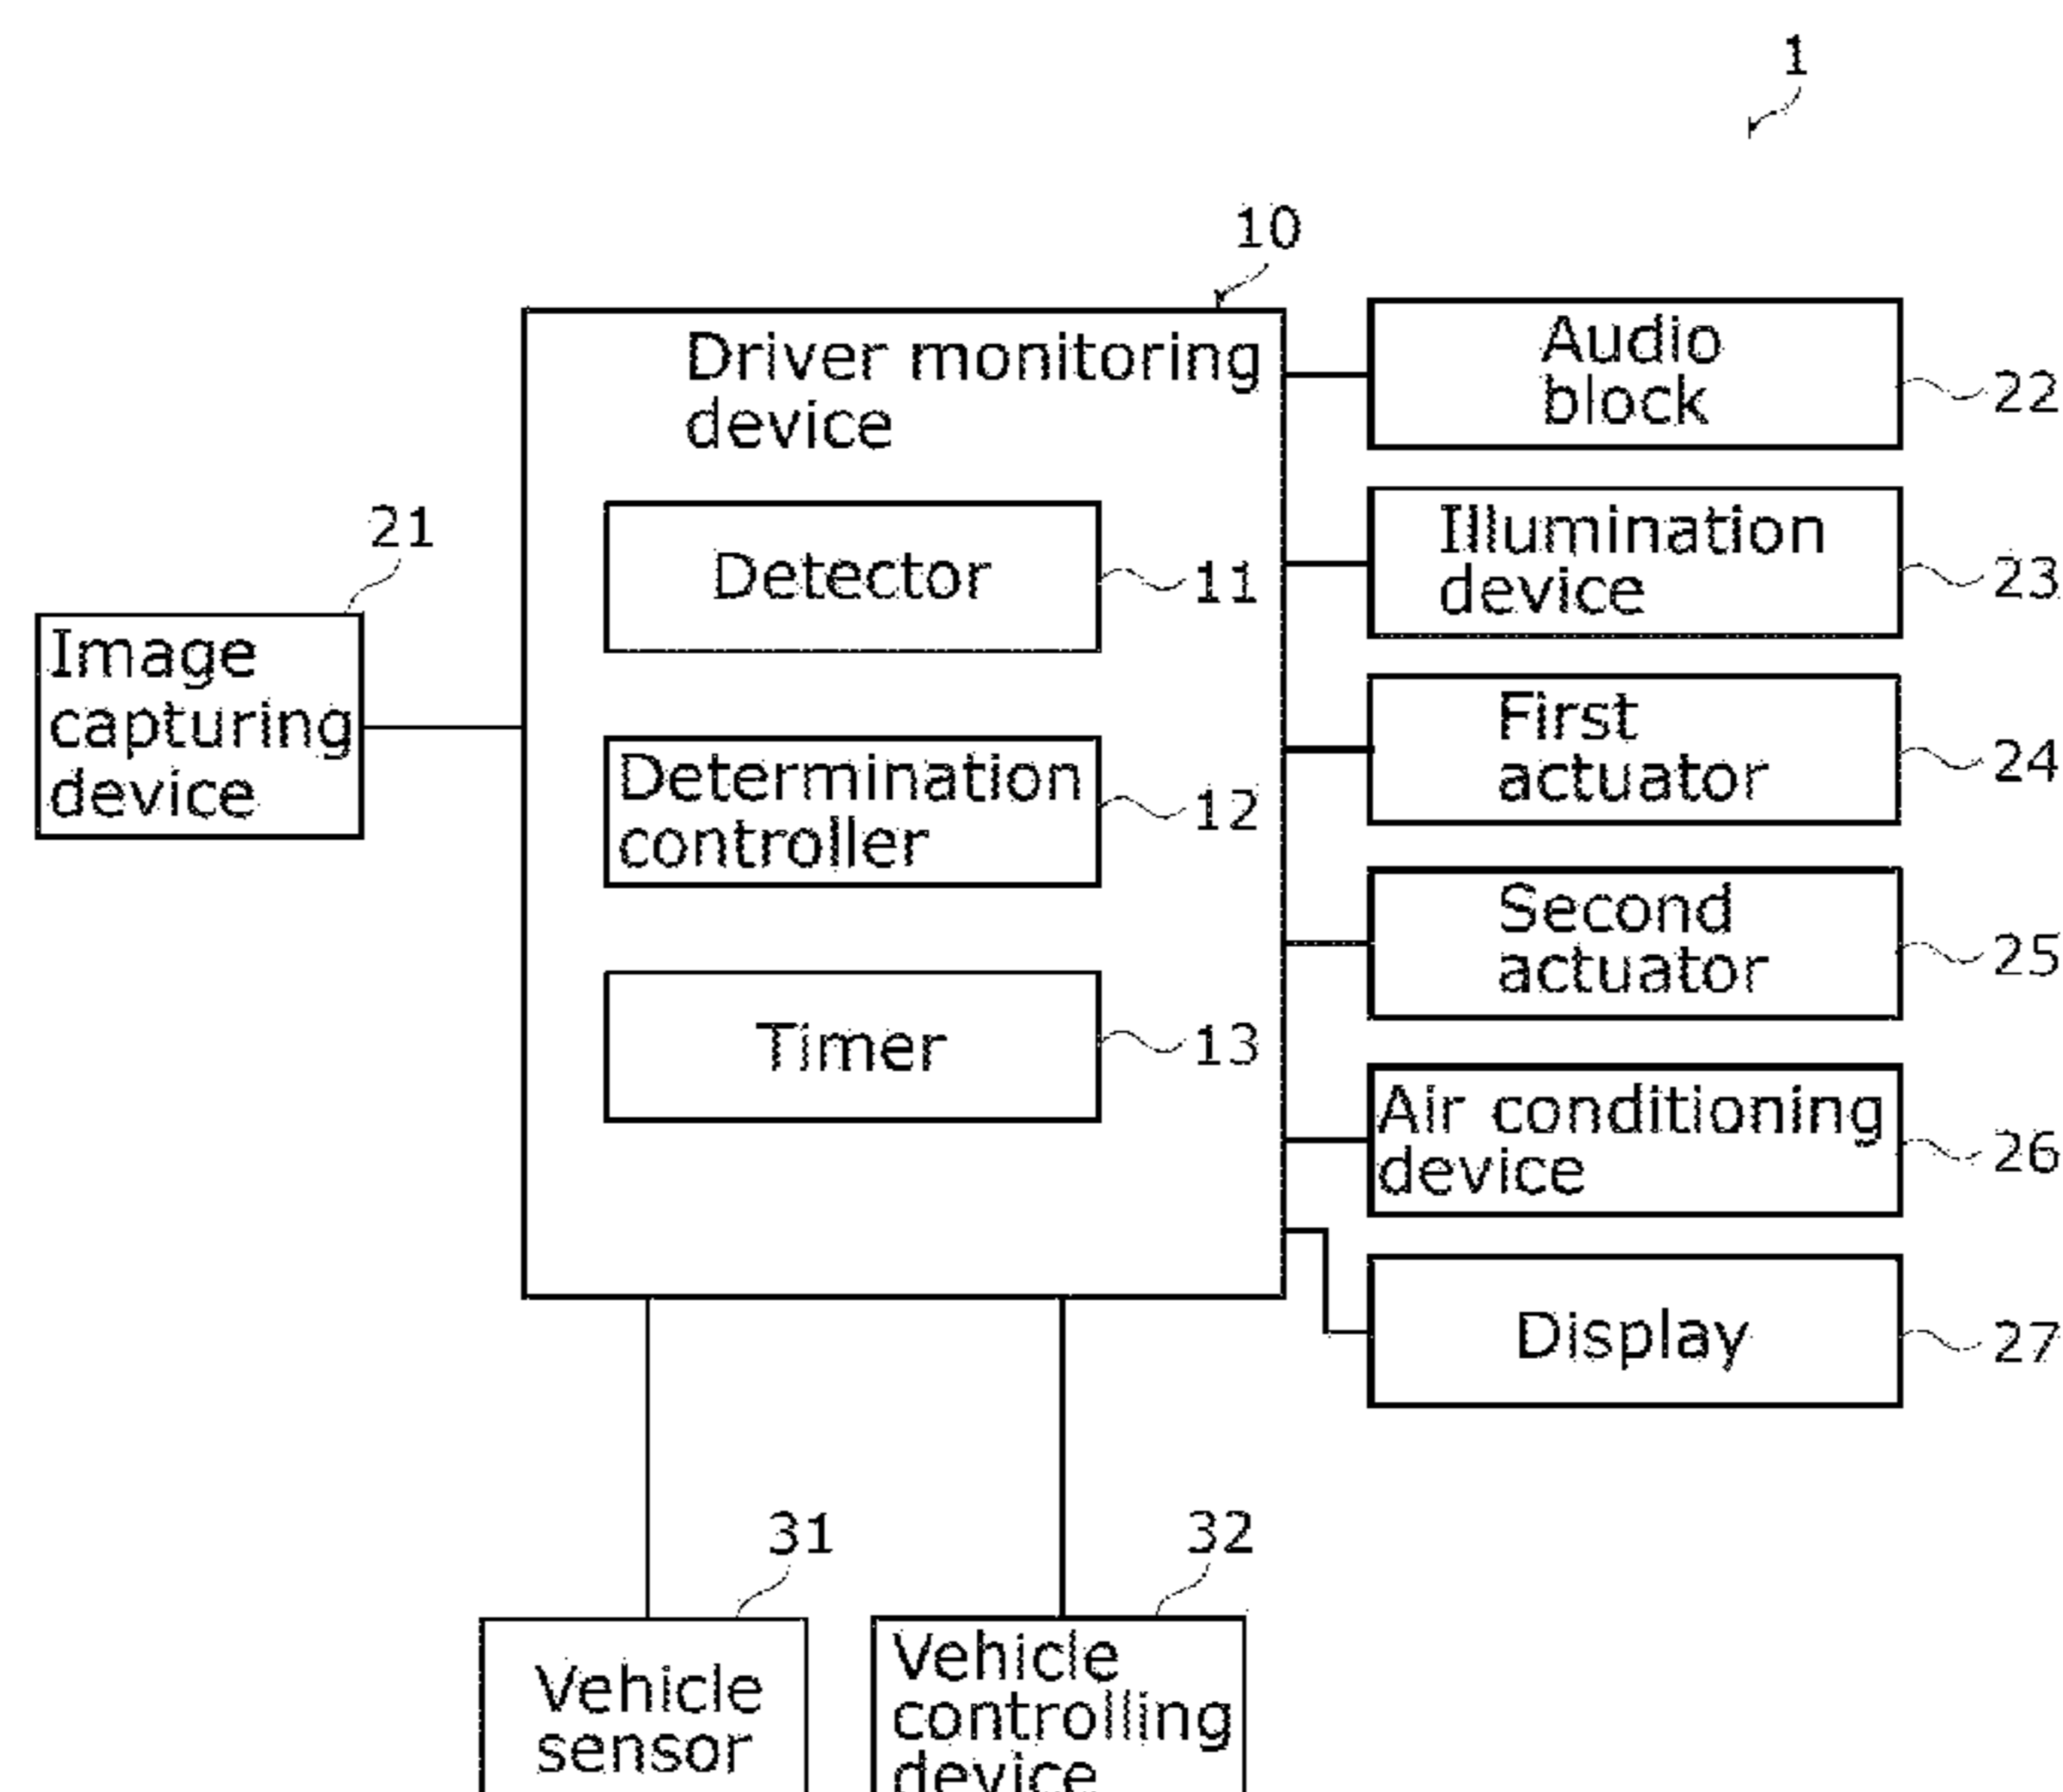 1
10
Driver monitoring
device
Audio
block
22
21
Detector
11
Illumination
device
23
Image
capturing
device
First
actuator
24
Determination
controller
12
Second
actuator
25
Timer
13
Air conditioning
device
26
Display
27
31
32
Vehicle
sensor
Vehicle
controlling
device